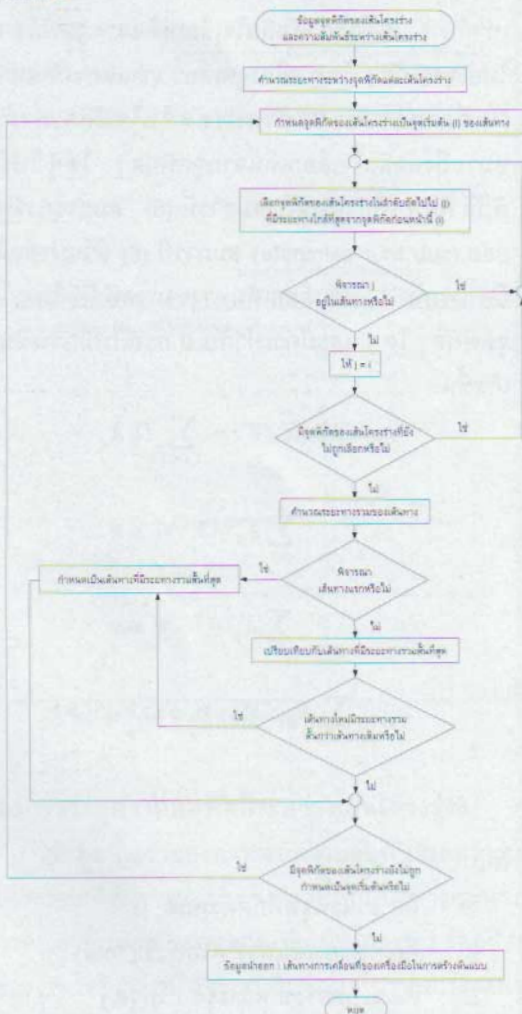 ข้อมูลจุดพิกัดของเส้นโครงร่าง
และความสัมพันธ์ระหว่างเส้นโครงร่าง
คำนวณระยะทางระหว่างจุดพิกัดแต่ละเส้นโครงร่าง
กำหนดจุดพิกัดของเส้นโครงร่างเป็นจุดเริ่มต้น (i) ของเส้นทาง
เลือกจุดพิกัดของเส้นโครงร่างในลำดับถัดไป (j)
ที่มีระยะทางใกล้ที่สุดจากจุดพิกัดก่อนหน้านี้ (i)
พิจารณา j
อยู่ในเส้นทางหรือไม่
ใช่
ไม่
ให้ j = i
มีจุดพิกัดของเส้นโครงร่างที่ยัง
ไม่ถูกเลือกหรือไม่
ใช่
ไม่
คำนวณระยะทางรวมของเส้นทาง
พิจารณา
เส้นทางแรกหรือไม่
ใช่
กำหนดเป็นเส้นทางที่มีระยะทางรวมสั้นที่สุด
ไม่
เปรียบเทียบกับเส้นทางที่มีระยะทางรวมสั้นที่สุด
เส้นทางใหม่มีระยะทางรวม
สั้นกว่าเส้นทางเดิมหรือไม่
ใช่
ไม่
มีจุดพิกัดของเส้นโครงร่างยังไม่ถูก
กำหนดเป็นจุดเริ่มต้นหรือไม่
ใช่
ไม่
ข้อมูลนำออก : เส้นทางการเคลื่อนที่ของเครื่องมือในการสร้างต้นแบบ
หยุด